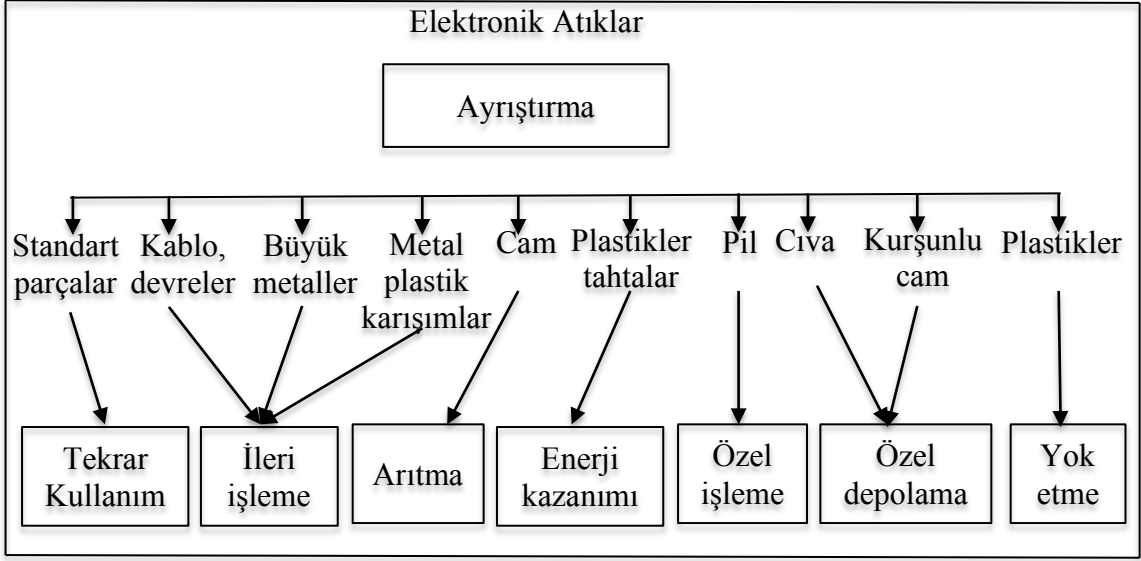 Elektronik Atıklar
Ayrıştırma
Standart
parçalar
Kablo,
devreler
Büyük
metaller
Metal
plastik
karışımlar
Cam
Plastikler
tahtalar
Pil
Cıva
Kurşunlu
cam
Plastikler
Tekrar
Kullanım
İleri
işleme
Arıtma
Enerji
kazanımı
Özel
işleme
Özel
depolama
Yok
etme